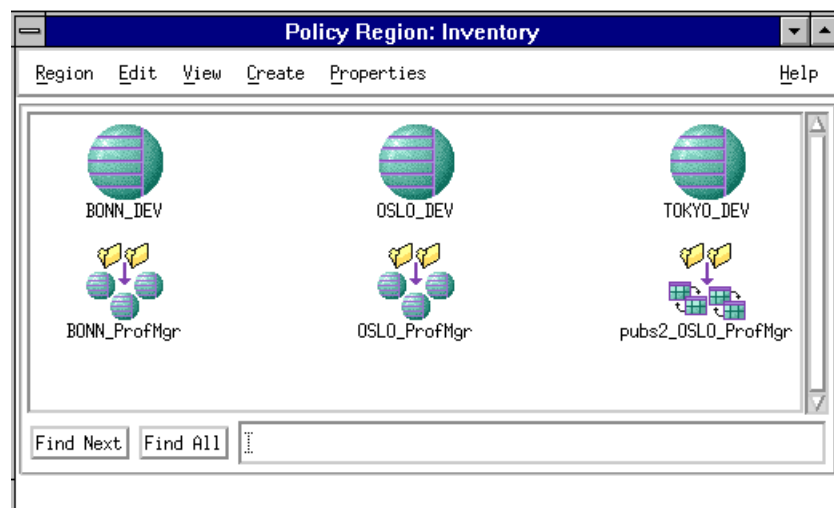 Policy Region: Inventory
Region Edit View Create Properties Help
BONN_DEV OSLO_DEV TOKYO_DEV
BONN_ProfMgr OSLO_ProfMgr pubs2_OSLO_ProfMgr
Find Next Find All